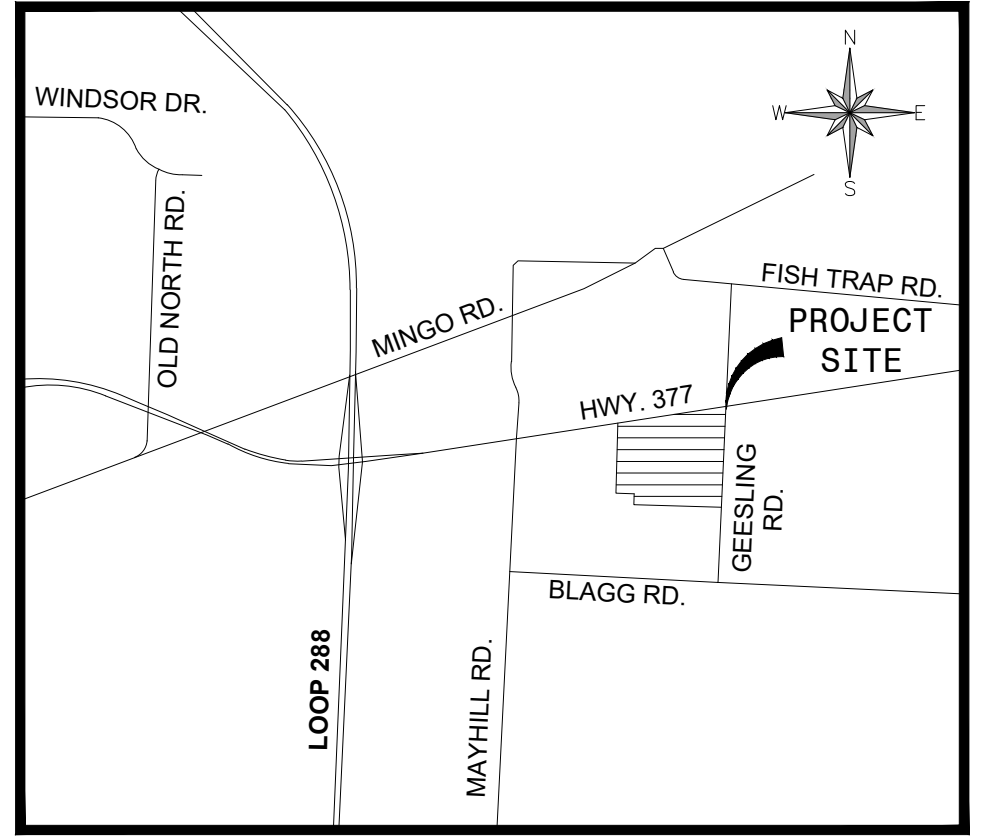 N
WINDSOR DR.
W
E
S
OLD NORTH RD.
FISH TRAP RD.
MINGO RD.
PROJECT
SITE
HWY. 377
GEESLING
RD.
BLAGG RD.
LOOP 288
MAYHILL RD.